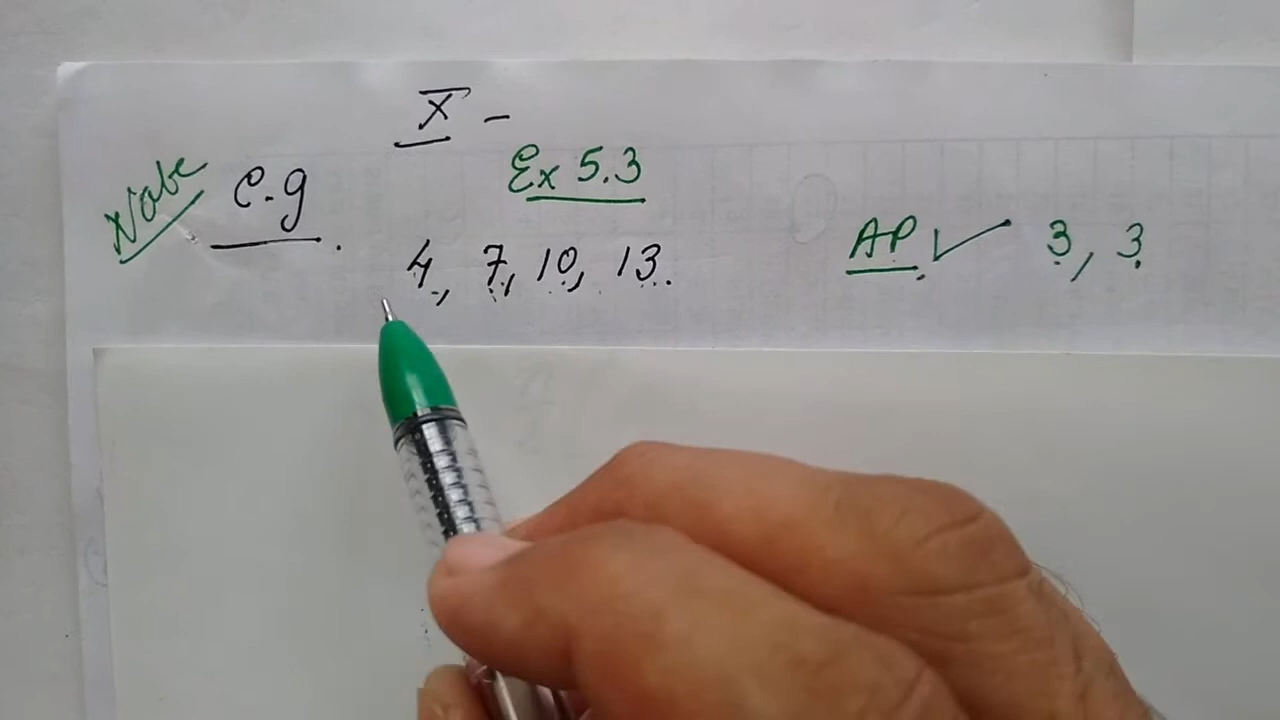 X -
Ex 5.3
Note e.g.
4, 7, 10, 13. AP ✓ 3, 3